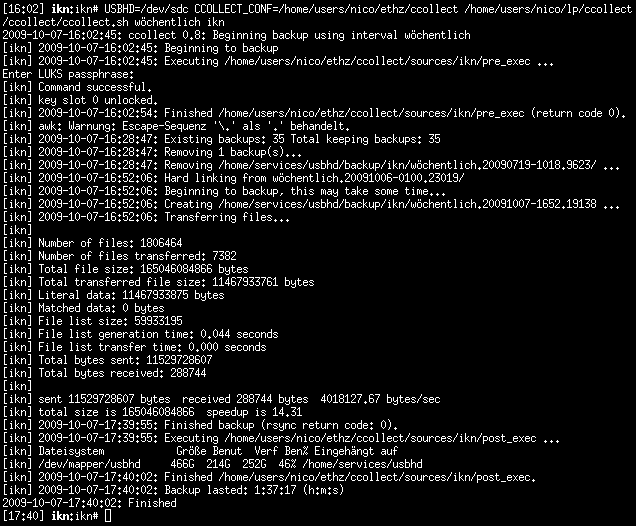 [16:02] ikn:ikn# USBHD=/dev/sdc CCOLLECT_CONF=/home/users/nico/ethz/ccollect /home/users/nico/lp/ccollect
/ccollect/ccollect.sh wöchentlich ikn
2009-10-07-16:02:45: ccollect 0.8: Beginning backup using interval wöchentlich
[ikn] 2009-10-07-16:02:45: Beginning to backup
[ikn] 2009-10-07-16:02:45: Executing /home/users/nico/ethz/ccollect/sources/ikn/pre_exec ...
Enter LUKS passphrase:
[ikn] Command successful.
[ikn] key slot 0 unlocked.
[ikn] 2009-10-07-16:02:54: Finished /home/users/nico/ethz/ccollect/sources/ikn/pre_exec (return code 0).
[ikn] awk: Warnung: Escape-Sequenz '\.' als '.' behandelt.
[ikn] 2009-10-07-16:28:47: Existing backups: 35 Total keeping backups: 35
[ikn] 2009-10-07-16:28:47: Removing 1 backup(s)...
[ikn] 2009-10-07-16:28:47: Removing /home/services/usbhd/backup/ikn/wöchentlich.20090719-1018.9623/ ...
[ikn] 2009-10-07-16:52:06: Hard linking from wöchentlich.20091006-0100.23019/
[ikn] 2009-10-07-16:52:06: Beginning to backup, this may take some time...
[ikn] 2009-10-07-16:52:06: Creating /home/services/usbhd/backup/ikn/wöchentlich.20091007-1652.19138 ...
[ikn] 2009-10-07-16:52:06: Transferring files...
[ikn]
[ikn] Number of files: 1806464
[ikn] Number of files transferred: 7382
[ikn] Total file size: 165046084866 bytes
[ikn] Total transferred file size: 11467933761 bytes
[ikn] Literal data: 11467933875 bytes
[ikn] Matched data: 0 bytes
[ikn] File list size: 59933195
[ikn] File list generation time: 0.044 seconds
[ikn] File list transfer time: 0.000 seconds
[ikn] Total bytes sent: 11529728607
[ikn] Total bytes received: 288744
[ikn]
[ikn] sent 11529728607 bytes  received 288744 bytes  4018127.67 bytes/sec
[ikn] total size is 165046084866  speedup is 14.31
[ikn] 2009-10-07-17:39:55: Finished backup (rsync return code: 0).
[ikn] 2009-10-07-17:39:55: Executing /home/users/nico/ethz/ccollect/sources/ikn/post_exec ...
[ikn] Dateisystem           Größe Benut  Verf Ben% Eingehängt auf
[ikn] /dev/mapper/usbhd     466G  214G  252G  46% /home/services/usbhd
[ikn] 2009-10-07-17:40:02: Finished /home/users/nico/ethz/ccollect/sources/ikn/post_exec.
[ikn] 2009-10-07-17:40:02: Backup lasted: 1:37:17 (h:m:s)
2009-10-07-17:40:02: Finished
[17:40] ikn:ikn#